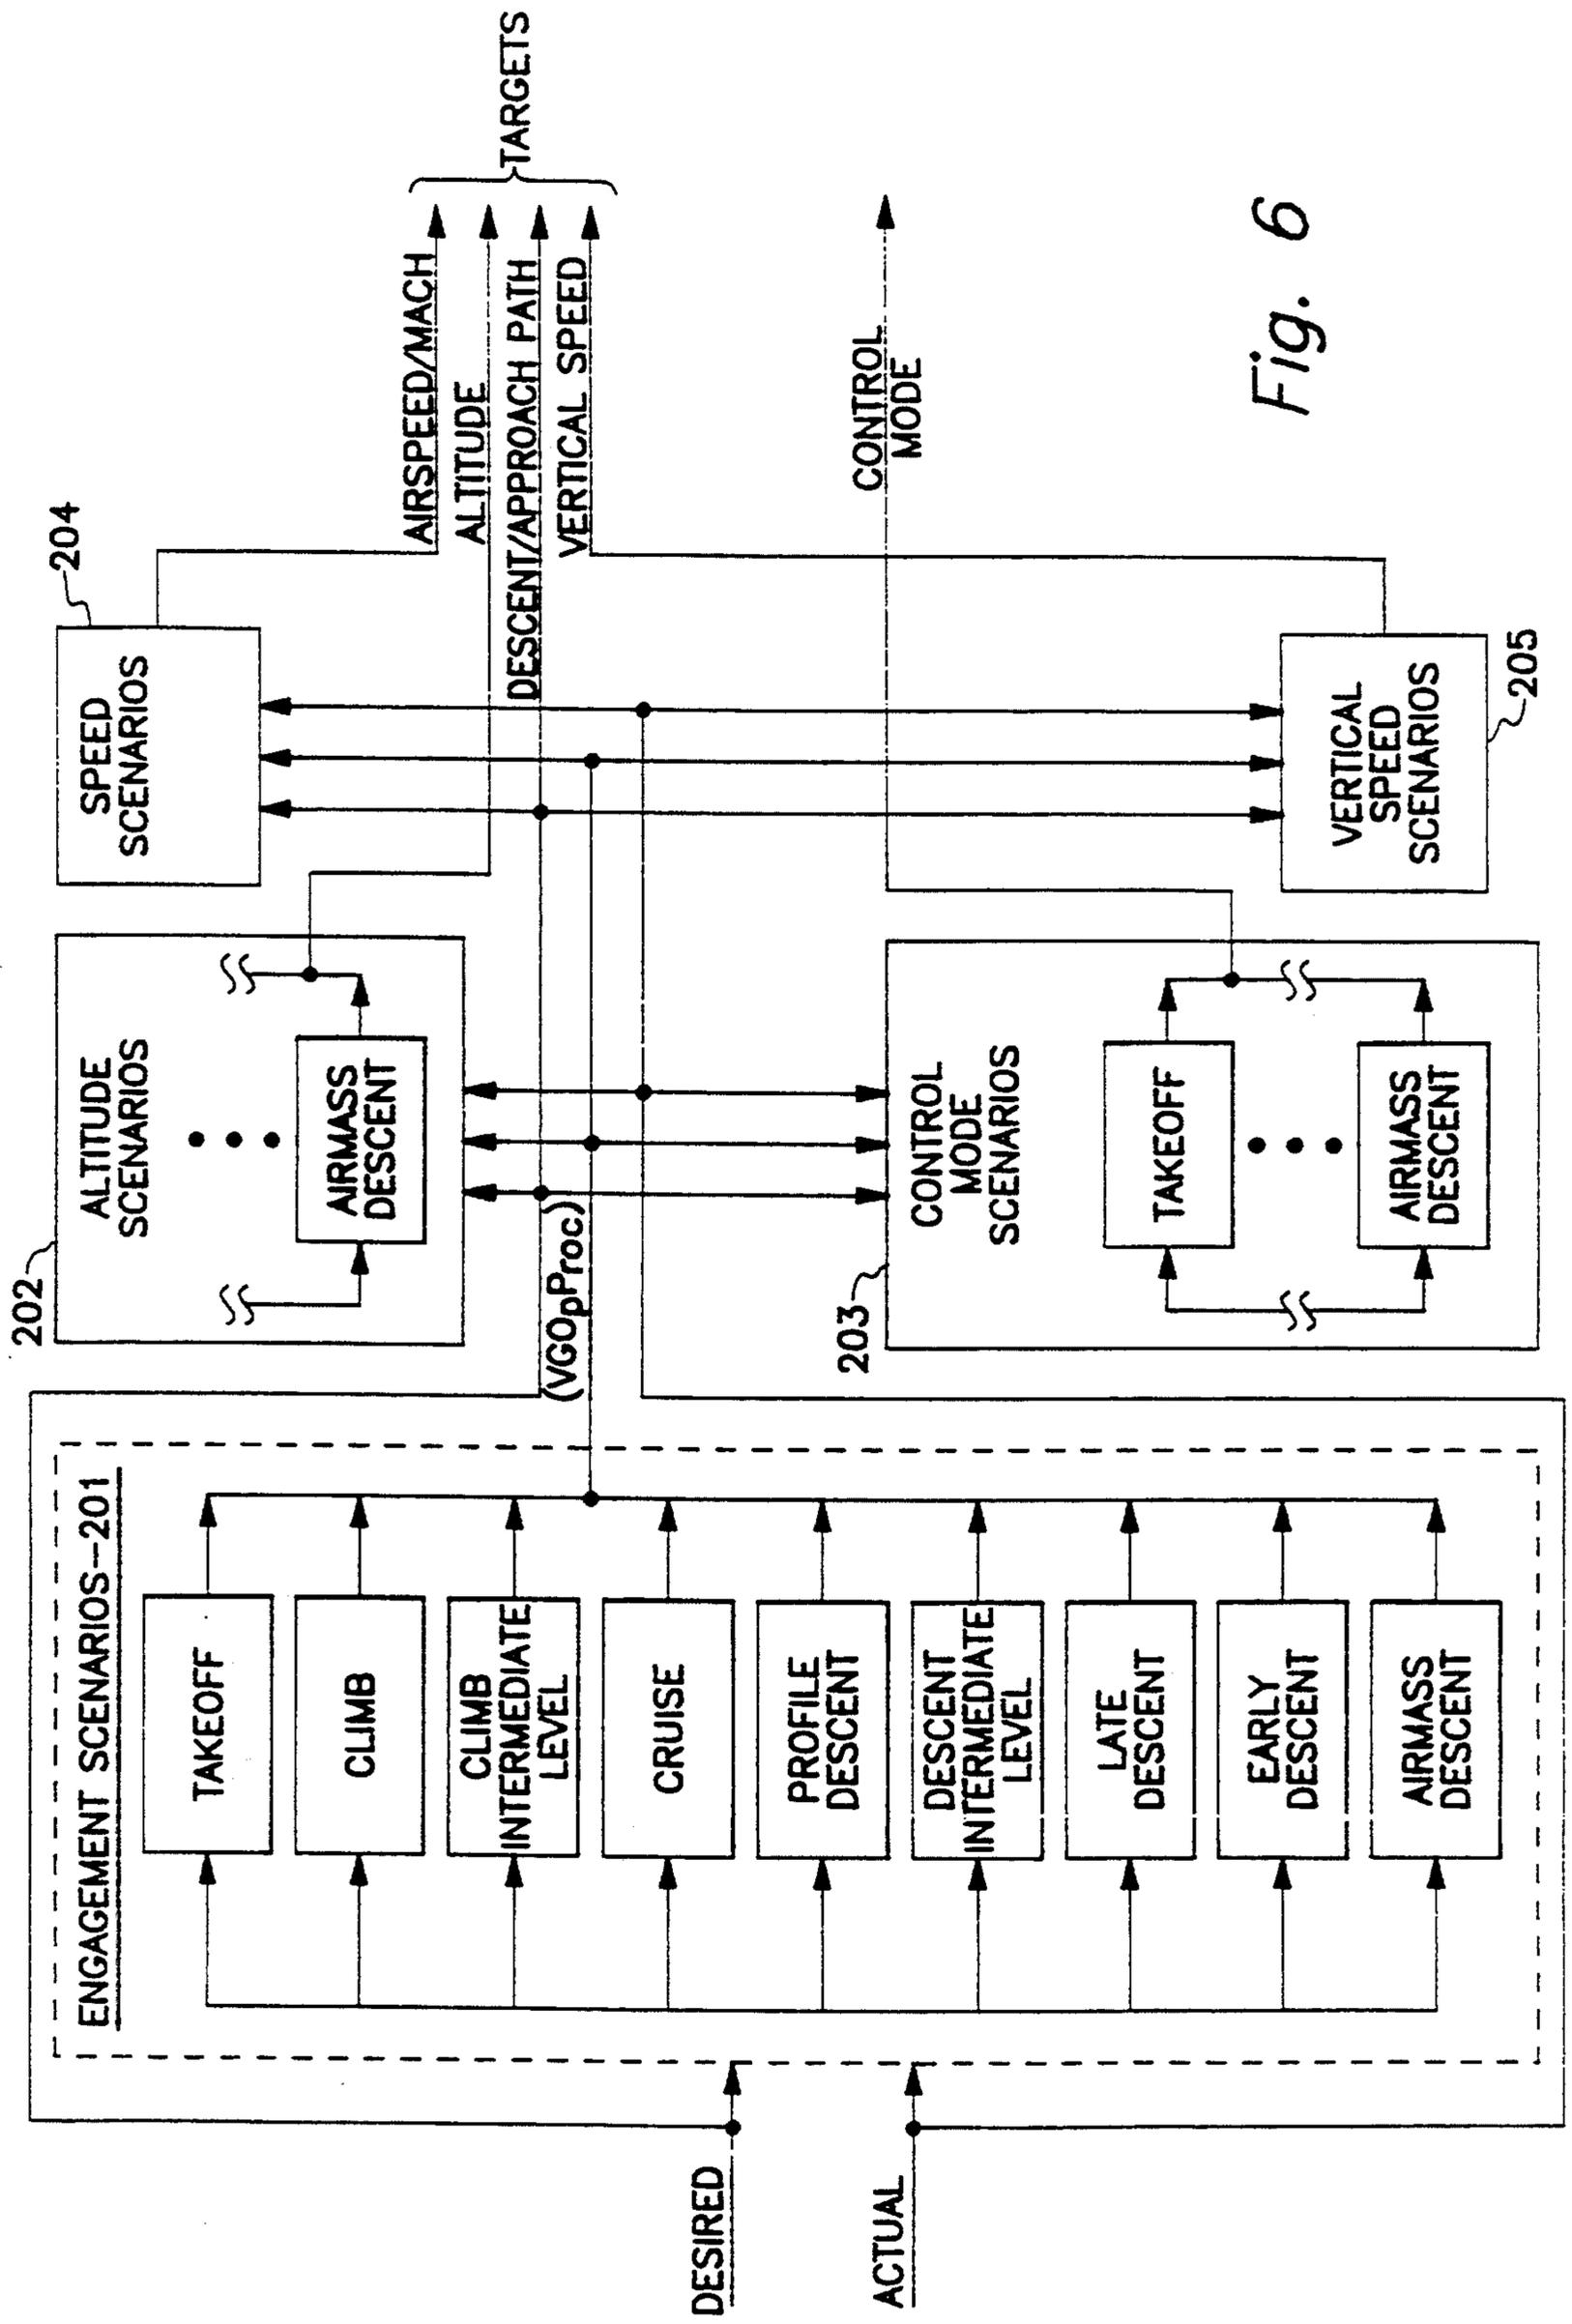 DESIRED
ACTUAL
ENGAGEMENT SCENARIOS--201
TAKEOFF
CLIMB
CLIMB
INTERMEDIATE
LEVEL
CRUISE
PROFILE
DESCENT
DESCENT
INTERMEDIATE
LEVEL
LATE
DESCENT
EARLY
DESCENT
AIRMASS
DESCENT
(VGOpProc)
202
ALTITUDE
SCENARIOS
AIRMASS
DESCENT
203
CONTROL
MODE
SCENARIOS
TAKEOFF
AIRMASS
DESCENT
204
SPEED
SCENARIOS
VERTICAL
SPEED
SCENARIOS
205
AIRSPEED/MACH
ALTITUDE
DESCENT/APPROACH PATH
VERTICAL SPEED
TARGETS
CONTROL
MODE
Fig. 6